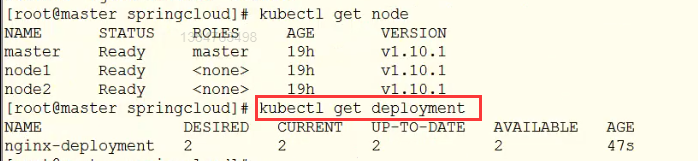 [root@master springcloud]# kubectl get node
NAME STATUS ROLES AGE VERSION
master Ready master 19h v1.10.1
node1 Ready <none> 19h v1.10.1
node2 Ready <none> 19h v1.10.1
[root@master springcloud]# kubectl get deployment
NAME DESIRED CURRENT UP-TO-DATE AVAILABLE AGE
nginx-deployment 2 2 2 2 47s